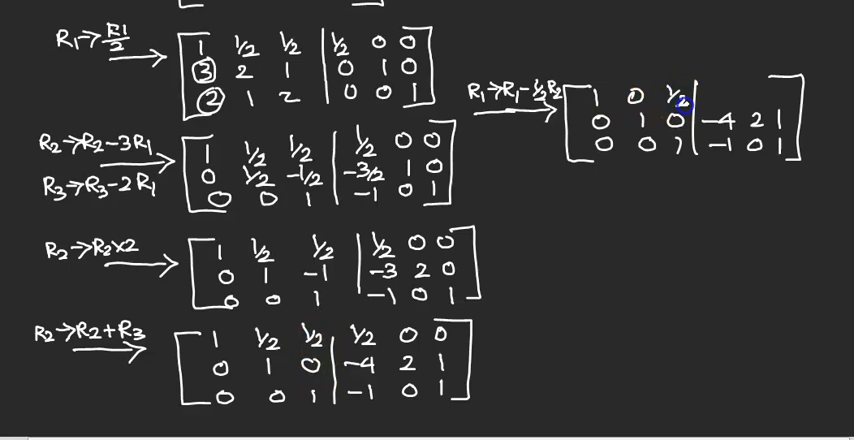 R1→R1/2
[1 1/2 1/2 | 1/2 0 0]
[3 2 1 | 0 1 0]
[2 1 2 | 0 0 1]
R2→R2-3R1
R3→R3-2R1
[1 1/2 1/2 | 1/2 0 0]
[0 1/2 -1/2 | -3/2 1 0]
[0 0 1 | -1 0 1]
R2→R2×2
[1 1/2 1/2 | 1/2 0 0]
[0 1 -1 | -3 2 0]
[0 0 1 | -1 0 1]
R2→R2+R3
[1 1/2 1/2 | 1/2 0 0]
[0 1 0 | -4 2 1]
[0 0 1 | -1 0 1]
R1→R1-1/2R2
[1 0 1/2 | ]
[0 1 0 | -4 2 1]
[0 0 1 | -1 0 1]